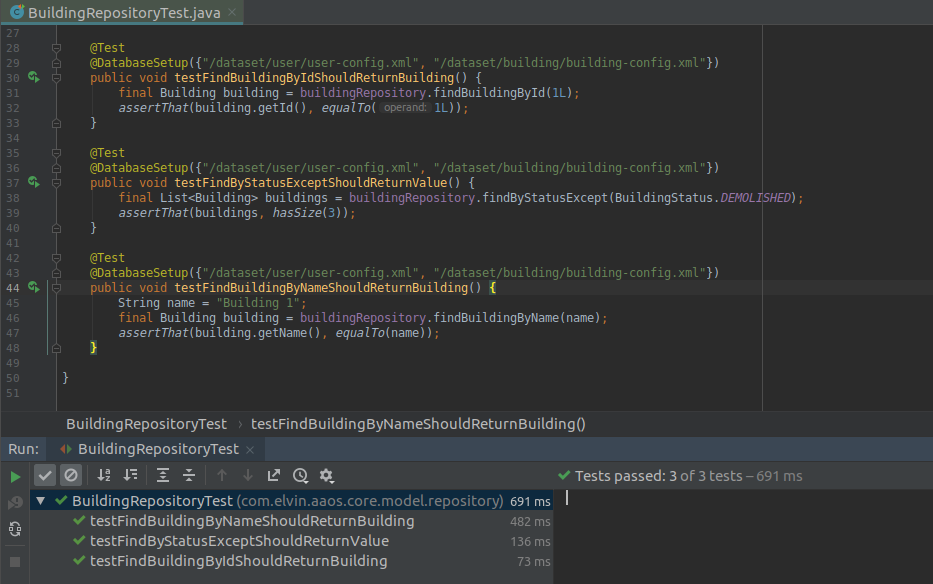 BuildingRepositoryTest.java
27
28 @Test
29 @DatabaseSetup({"/dataset/user/user-config.xml", "/dataset/building/building-config.xml"})
30 public void testFindBuildingByIdShouldReturnBuilding() {
31 final Building building = buildingRepository.findBuildingById(1L);
32 assertThat(building.getId(), equalTo( operand: 1L));
33 }
34
35 @Test
36 @DatabaseSetup({"/dataset/user/user-config.xml", "/dataset/building/building-config.xml"})
37 public void testFindByStatusExceptShouldReturnValue() {
38 final List<Building> buildings = buildingRepository.findByStatusExcept(BuildingStatus.DEMOLISHED);
39 assertThat(buildings, hasSize(3));
40 }
41
42 @Test
43 @DatabaseSetup({"/dataset/user/user-config.xml", "/dataset/building/building-config.xml"})
44 public void testFindBuildingByNameShouldReturnBuilding() {
45 String name = "Building 1";
46 final Building building = buildingRepository.findBuildingByName(name);
47 assertThat(building.getName(), equalTo(name));
48 }
49
50 }
51
BuildingRepositoryTest › testFindBuildingByNameShouldReturnBuilding()
Run: BuildingRepositoryTest
Tests passed: 3 of 3 tests – 691 ms
BuildingRepositoryTest (com.elvin.aaos.core.model.repository) 691 ms
testFindBuildingByNameShouldReturnBuilding 482 ms
testFindByStatusExceptShouldReturnValue 136 ms
testFindBuildingByIdShouldReturnBuilding 73 ms